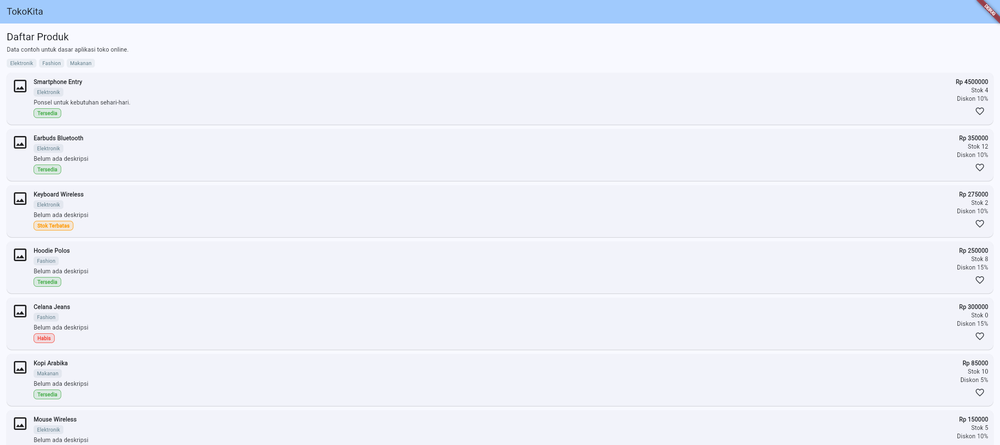 TokoKita
DEBUG
Daftar Produk
Data contoh untuk dasar aplikasi toko online.
Elektronik Fashion Makanan
Smartphone Entry
Elektronik
Ponsel untuk kebutuhan sehari-hari.
Tersedia
Rp 4500000
Stok 4
Diskon 10%
Earbuds Bluetooth
Elektronik
Belum ada deskripsi
Tersedia
Rp 350000
Stok 12
Diskon 10%
Keyboard Wireless
Elektronik
Belum ada deskripsi
Stok Terbatas
Rp 275000
Stok 2
Diskon 10%
Hoodie Polos
Fashion
Belum ada deskripsi
Tersedia
Rp 250000
Stok 8
Diskon 15%
Celana Jeans
Fashion
Belum ada deskripsi
Habis
Rp 300000
Stok 0
Diskon 15%
Kopi Arabika
Makanan
Belum ada deskripsi
Tersedia
Rp 85000
Stok 10
Diskon 5%
Mouse Wireless
Elektronik
Belum ada deskripsi
Rp 150000
Stok 5
Diskon 10%